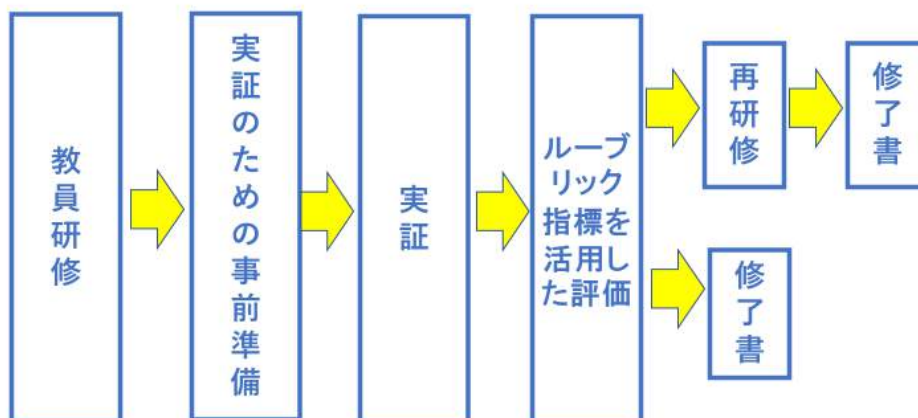 教員研修
実証のための事前準備
実証
ルーブ
リック
指標を
活用し
た評価
再研修
修了書
修了書